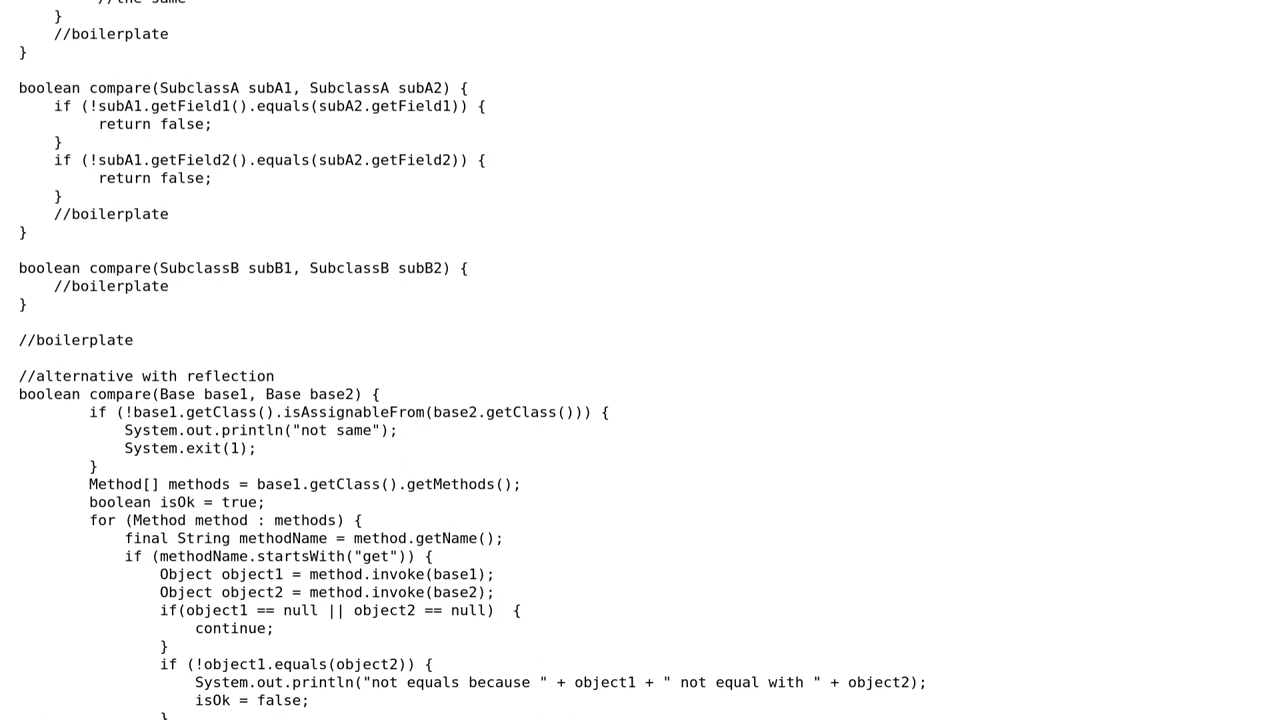 //the same
    }
    //boilerplate
}

boolean compare(SubclassA subA1, SubclassA subA2) {
    if (!subA1.getField1().equals(subA2.getField1)) {
         return false;
    }
    if (!subA1.getField2().equals(subA2.getField2)) {
         return false;
    }
    //boilerplate
}

boolean compare(SubclassB subB1, SubclassB subB2) {
    //boilerplate
}

//boilerplate

//alternative with reflection
boolean compare(Base base1, Base base2) {
        if (!base1.getClass().isAssignableFrom(base2.getClass())) {
            System.out.println("not same");
            System.exit(1);
        }
        Method[] methods = base1.getClass().getMethods();
        boolean isOk = true;
        for (Method method : methods) {
            final String methodName = method.getName();
            if (methodName.startsWith("get")) {
                Object object1 = method.invoke(base1);
                Object object2 = method.invoke(base2);
                if(object1 == null || object2 == null)  {
                    continue;
                }
                if (!object1.equals(object2)) {
                    System.out.println("not equals because " + object1 + " not equal with " + object2);
                    isOk = false;
                }